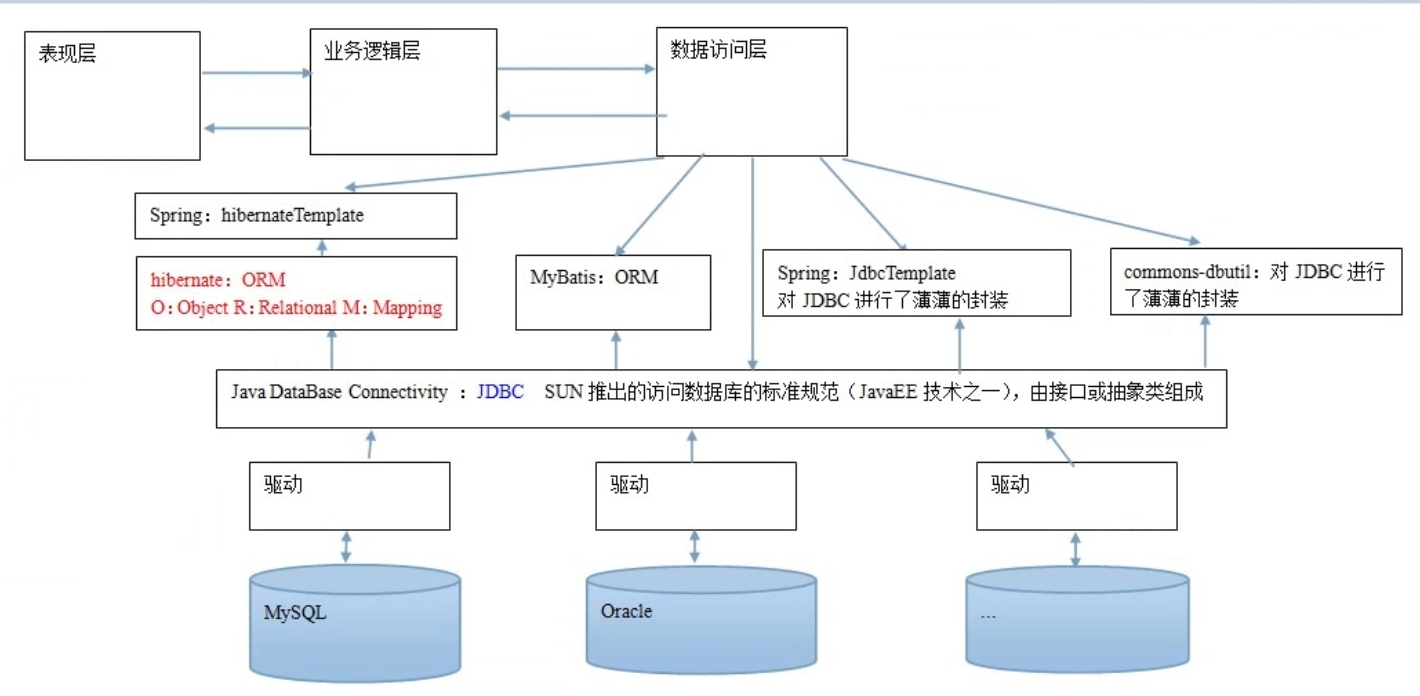 表现层
业务逻辑层
数据访问层
Spring：hibernateTemplate
hibernate：ORM
O：Object R：Relational M：Mapping
MyBatis：ORM
Spring：JdbcTemplate
对 JDBC 进行了薄薄的封装
commons-dbutil：对 JDBC 进行
了薄薄的封装
Java DataBase Connectivity ：JDBC SUN 推出的访问数据库的标准规范（JavaEE 技术之一），由接口或抽象类组成
驱动
驱动
驱动
MySQL
Oracle
...